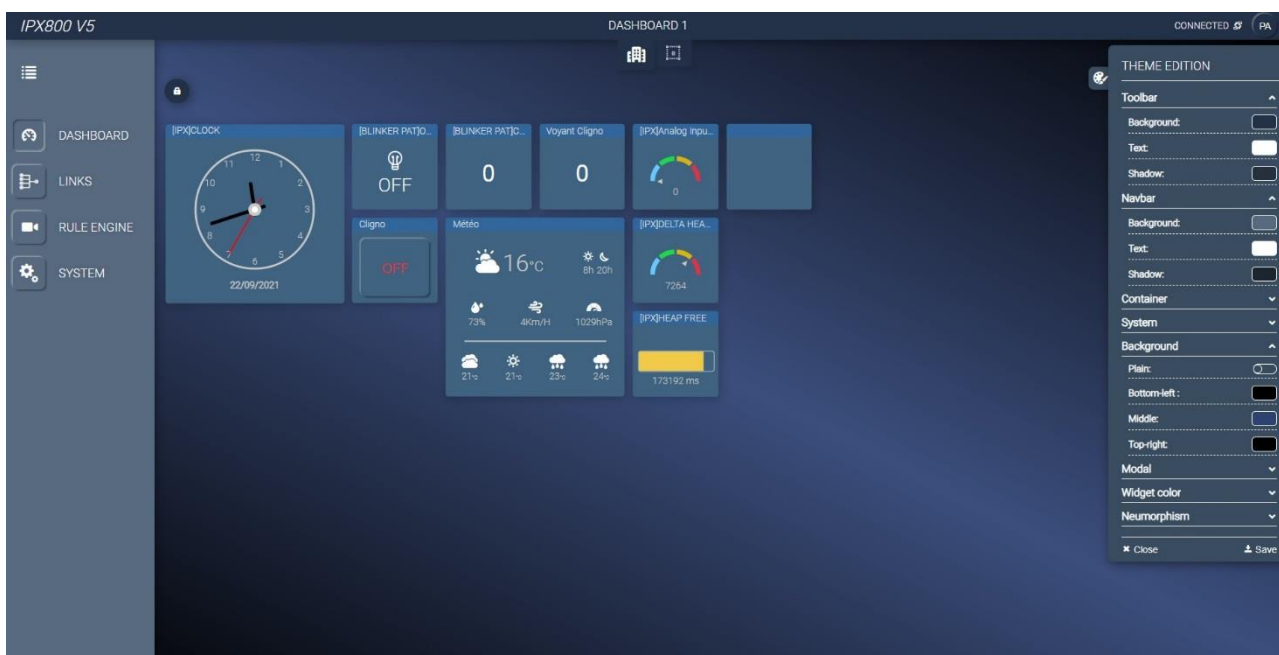 IPX800 V5
DASHBOARD 1
CONNECTED
PA
DASHBOARD
LINKS
RULE ENGINE
SYSTEM
[IPX]CLOCK
12
1
2
3
4
5
6
7
8
9
10
11
22/09/2021
[BLINKER PAT]O...
OFF
[BLINKER PAT]C...
0
Voyant Cligno
0
[IPX]Analog Inpu...
0
Cligno
OFF
Météo
16°C
8h 20h
73%
4Km/H
1029hPa
21°c
21°c
23°c
24°c
[IPX]DELTA HEA...
7264
[IPX]HEAP FREE
173192 ms
THEME EDITION
Toolbar
Background:
Text:
Shadow:
Navbar
Background:
Text:
Shadow:
Container
System
Background
Plain:
Bottom-left :
Middle:
Top-right:
Modal
Widget color
Neumorphism
Close
Save